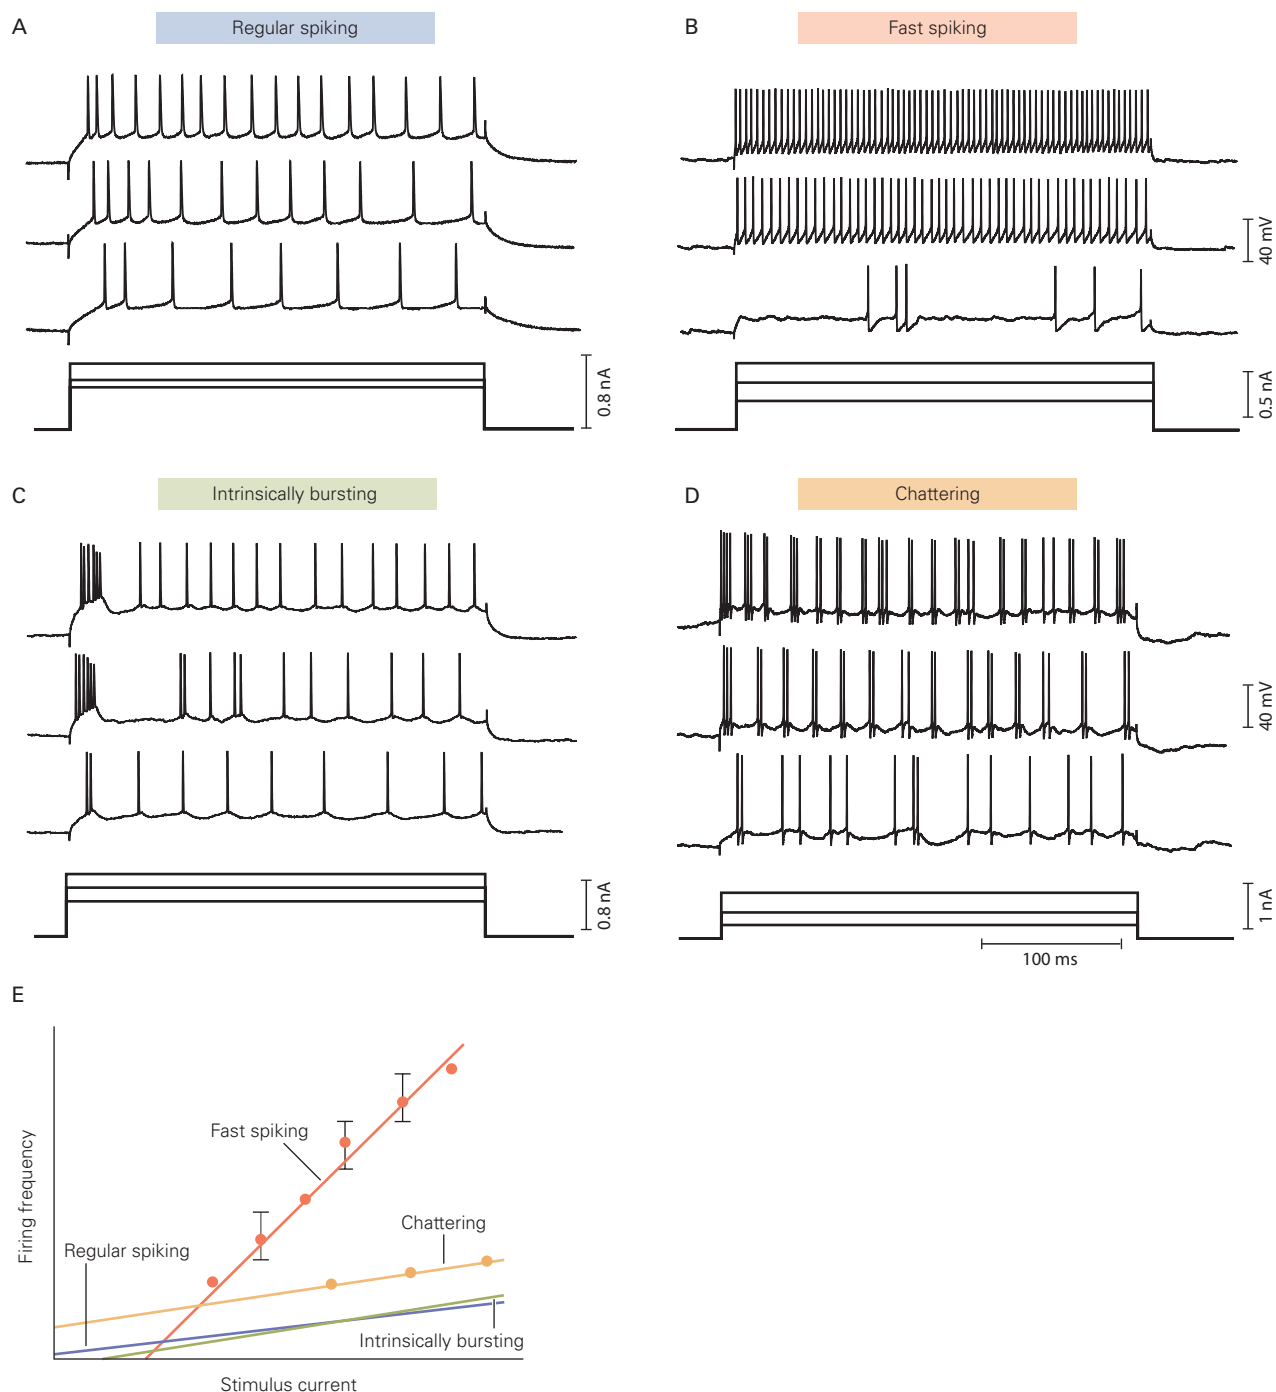 A
Regular spiking
B
Fast spiking
40 mV
0.8 nA
0.5 nA
C
Intrinsically bursting
D
Chattering
40 mV
0.8 nA
1 nA
100 ms
E
Firing frequency
Fast spiking
Chattering
Regular spiking
Intrinsically bursting
Stimulus current